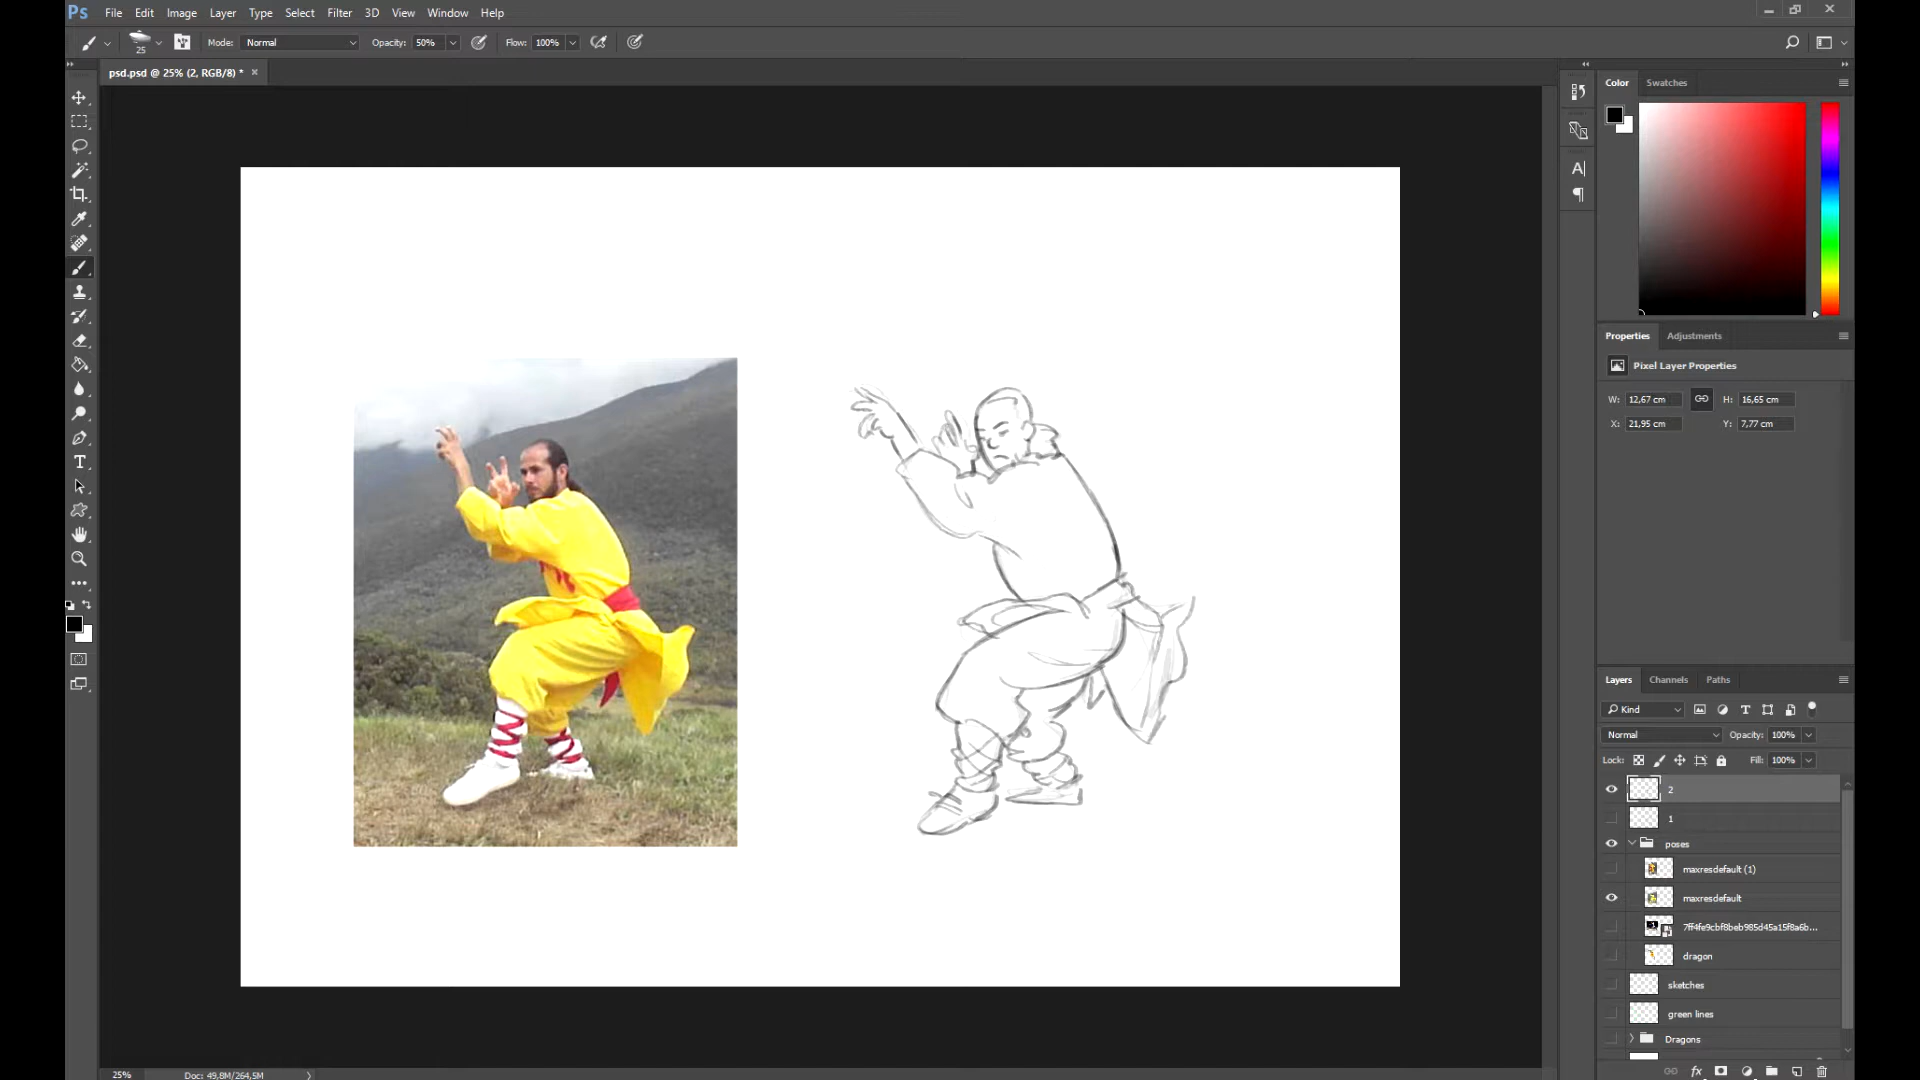 Ps File Edit Image Layer Type Select Filter 3D View Window Help
25 Mode: Normal Opacity: 50% Flow: 100%
psd.psd @ 25% (2, RGB/8) *
Color Swatches
Properties Adjustments
Pixel Layer Properties
W: 12,67 cm H: 16,65 cm
X: 21,95 cm Y: 7,77 cm
Layers Channels Paths
Kind
Normal Opacity: 100%
Lock: Fill: 100%
2
1
poses
maxresdefault (1)
maxresdefault
7ff4fe9cbf8beb985d45a15f8a6b...
dragon
sketches
green lines
Dragons
25% Doc: 49,8M/264,5M